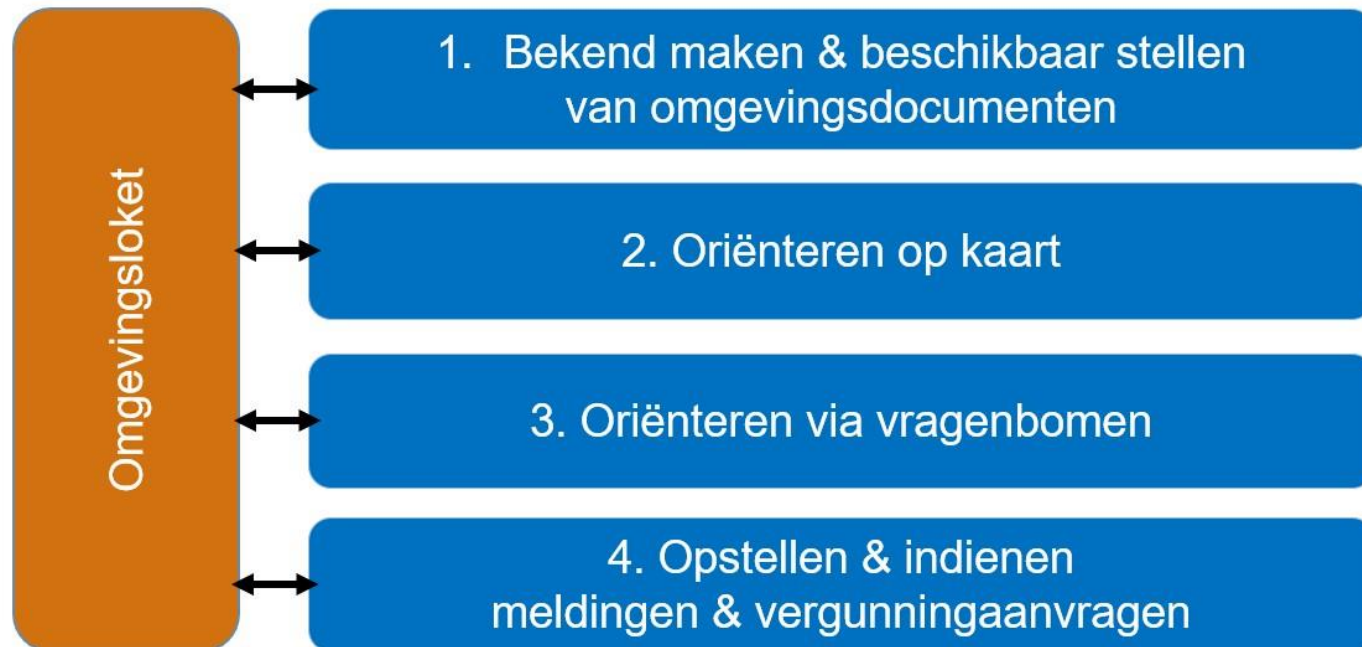 Omgevingsloket
1. Bekend maken & beschikbaar stellen
van omgevingsdocumenten
2. Oriënteren op kaart
3. Oriënteren via vragenbomen
4. Opstellen & indienen
meldingen & vergunningaanvragen